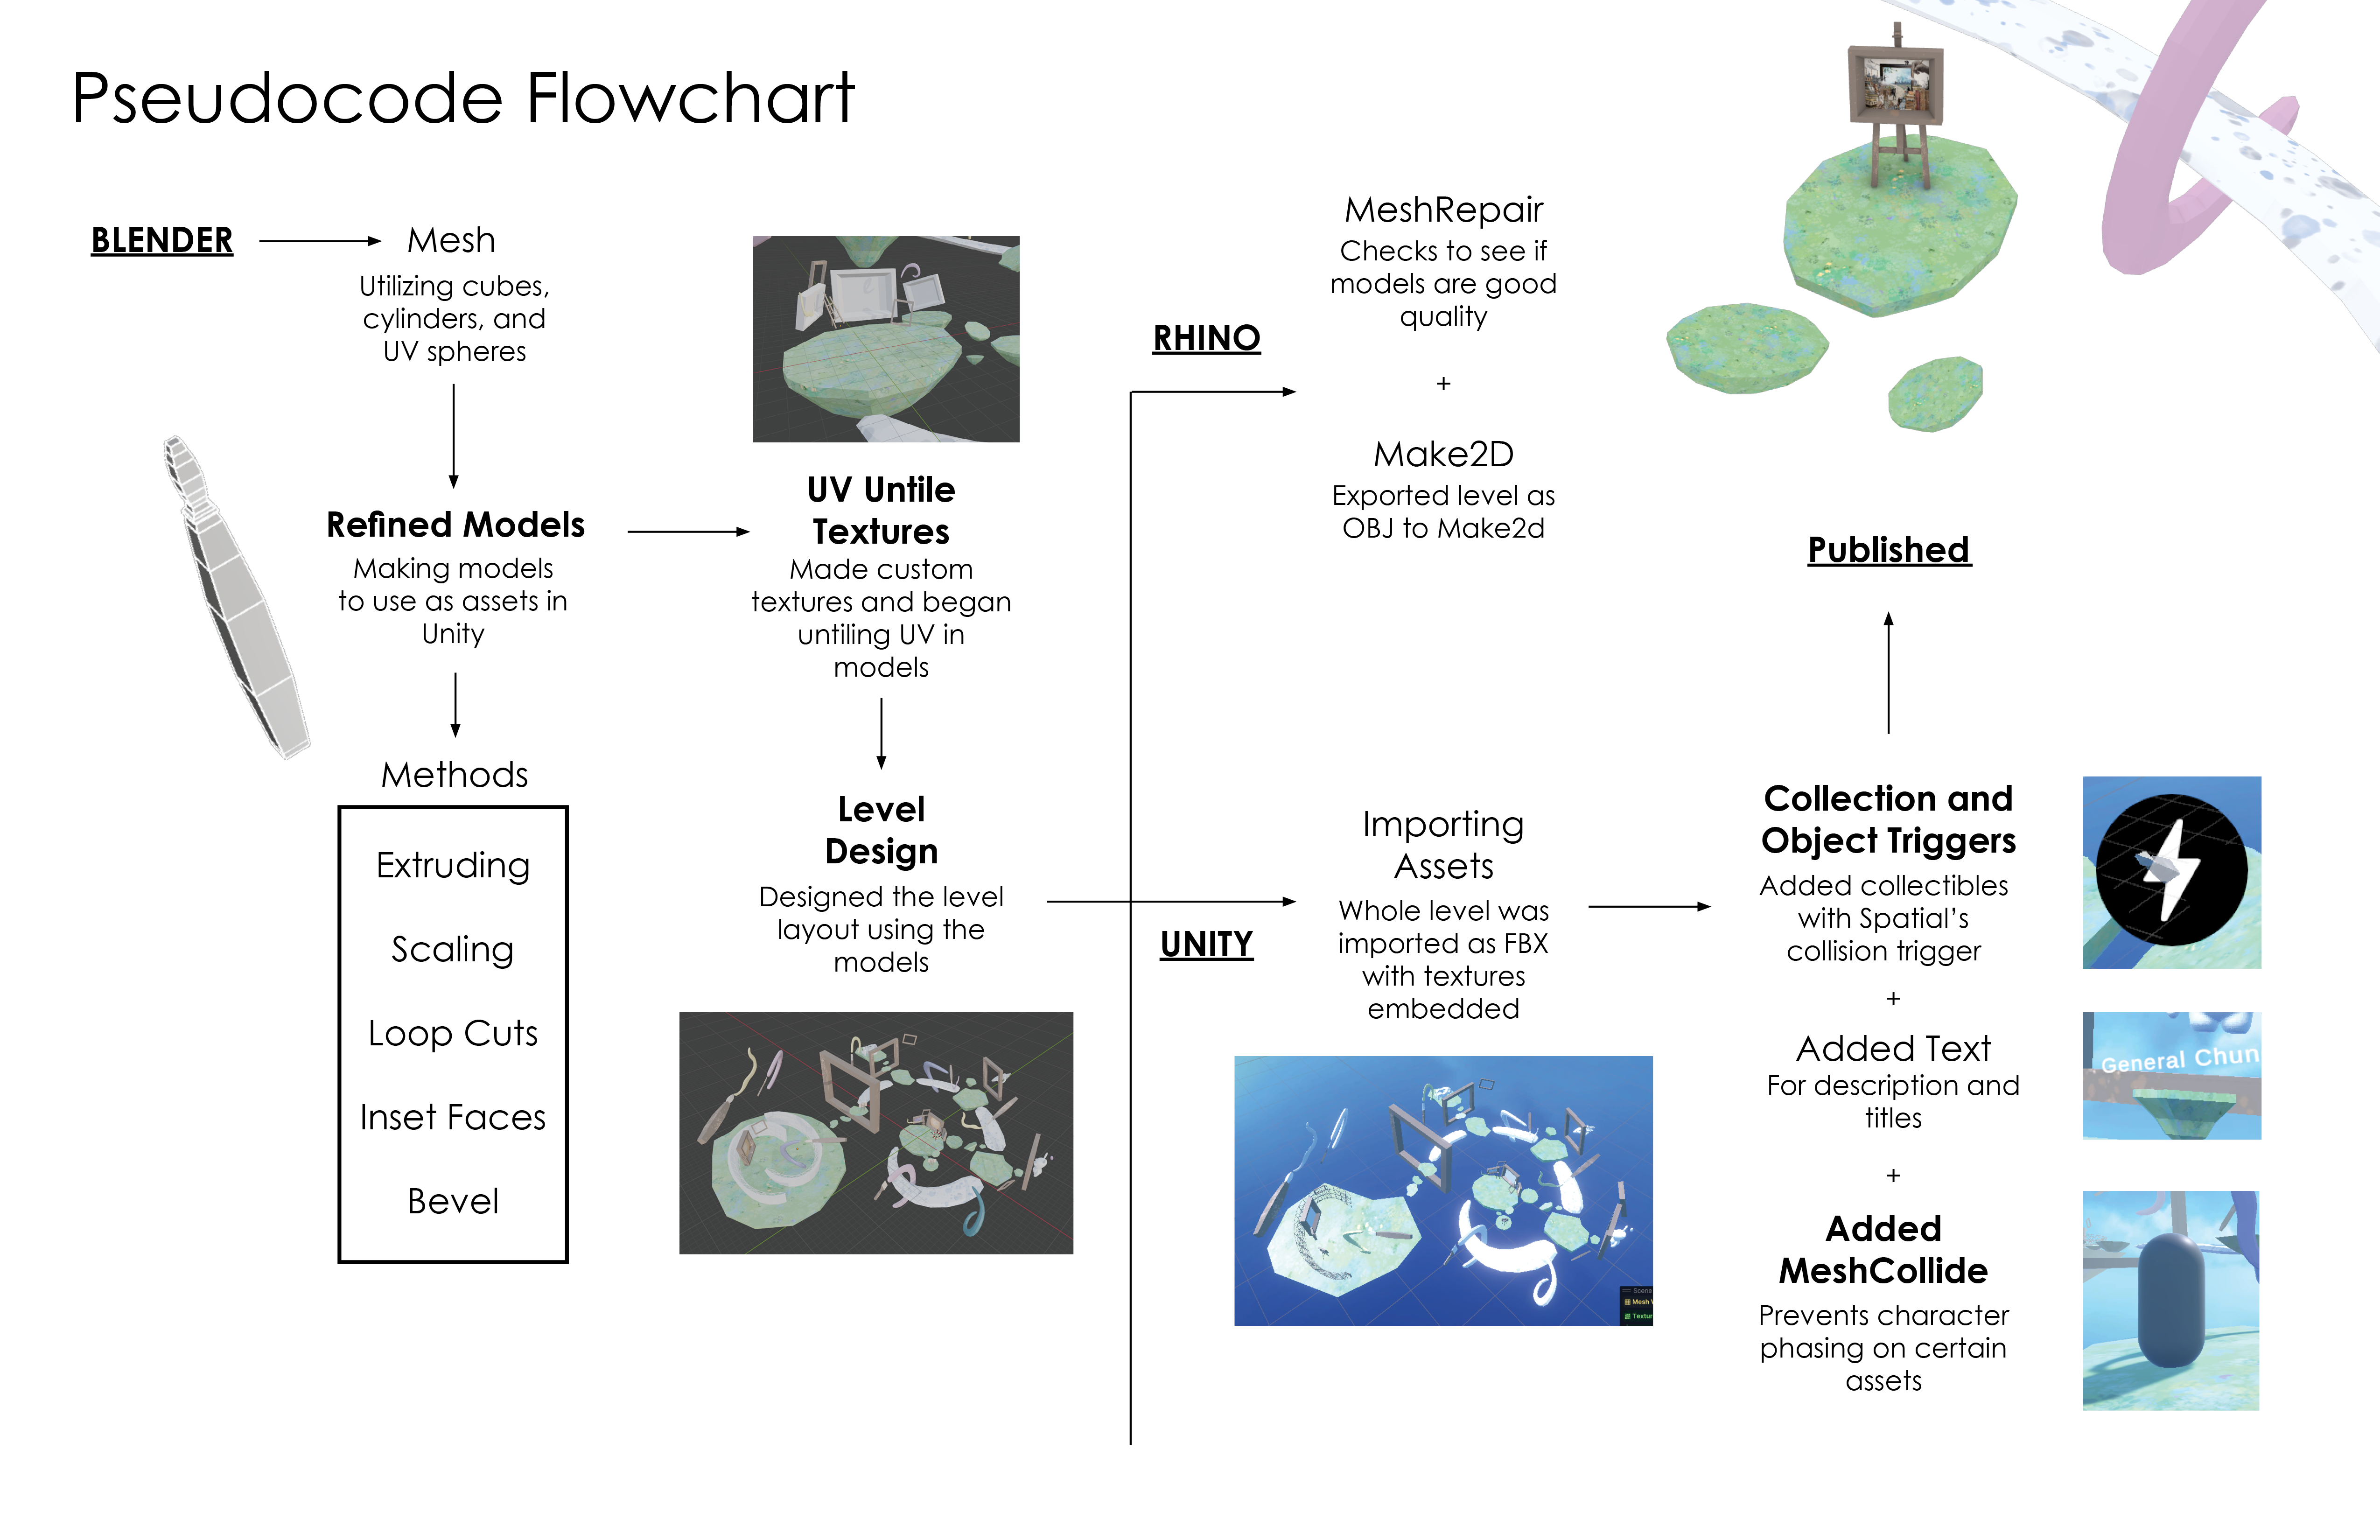 Pseudocode Flowchart
BLENDER
Mesh
Utilizing cubes,
cylinders, and
UV spheres
Refined Models
Making models
to use as assets in
Unity
Methods
Extruding
Scaling
Loop Cuts
Inset Faces
Bevel
UV Untile
Textures
Made custom
textures and began
untiling UV in
models
Level
Design
Designed the level
layout using the
models
RHINO
MeshRepair
Checks to see if
models are good
quality
+
Make2D
Exported level as
OBJ to Make2d
UNITY
Importing
Assets
Whole level was
imported as FBX
with textures
embedded
Scene
Mesh
Textur
Collection and
Object Triggers
Added collectibles
with Spatial's
collision trigger
+
Added Text
For description and
titles
+
Added
MeshCollide
Prevents character
phasing on certain
assets
General Chun
Published